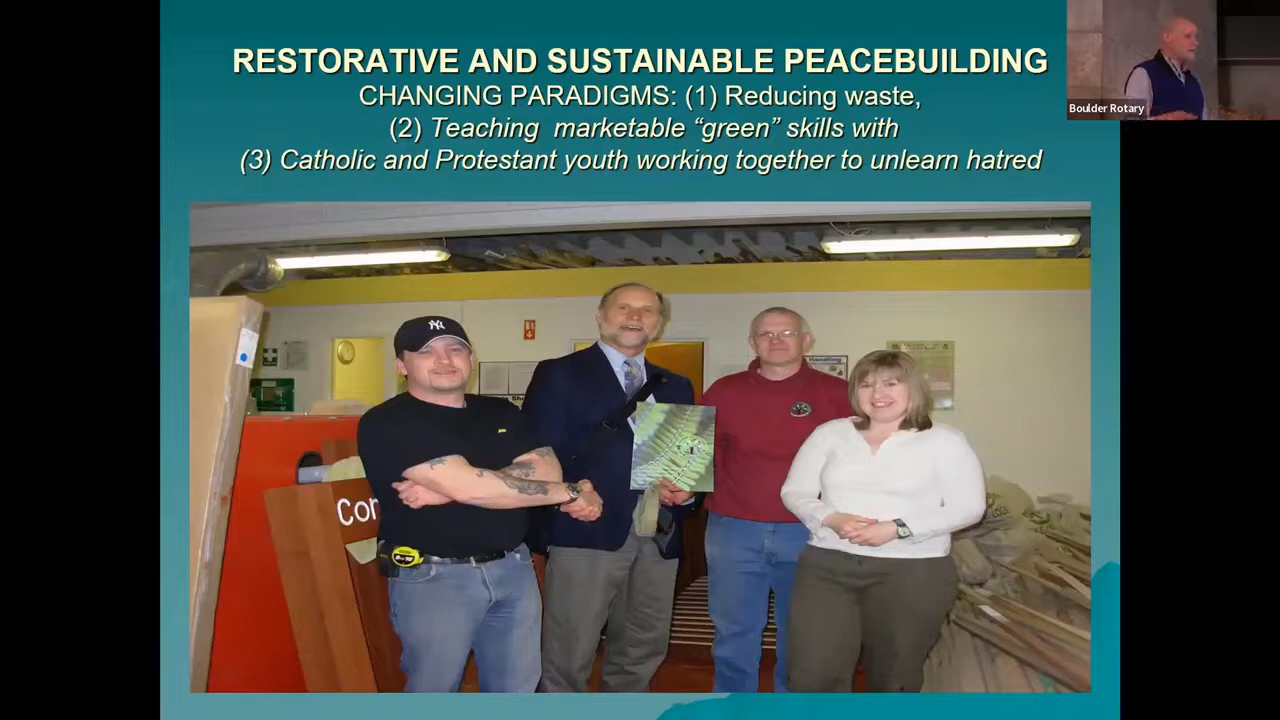 RESTORATIVE AND SUSTAINABLE PEACEBUILDING
CHANGING PARADIGMS: (1) Reducing waste,
(2) Teaching marketable “green” skills with
(3) Catholic and Protestant youth working together to unlearn hatred
Boulder Rotary
NY
Handling
Cor